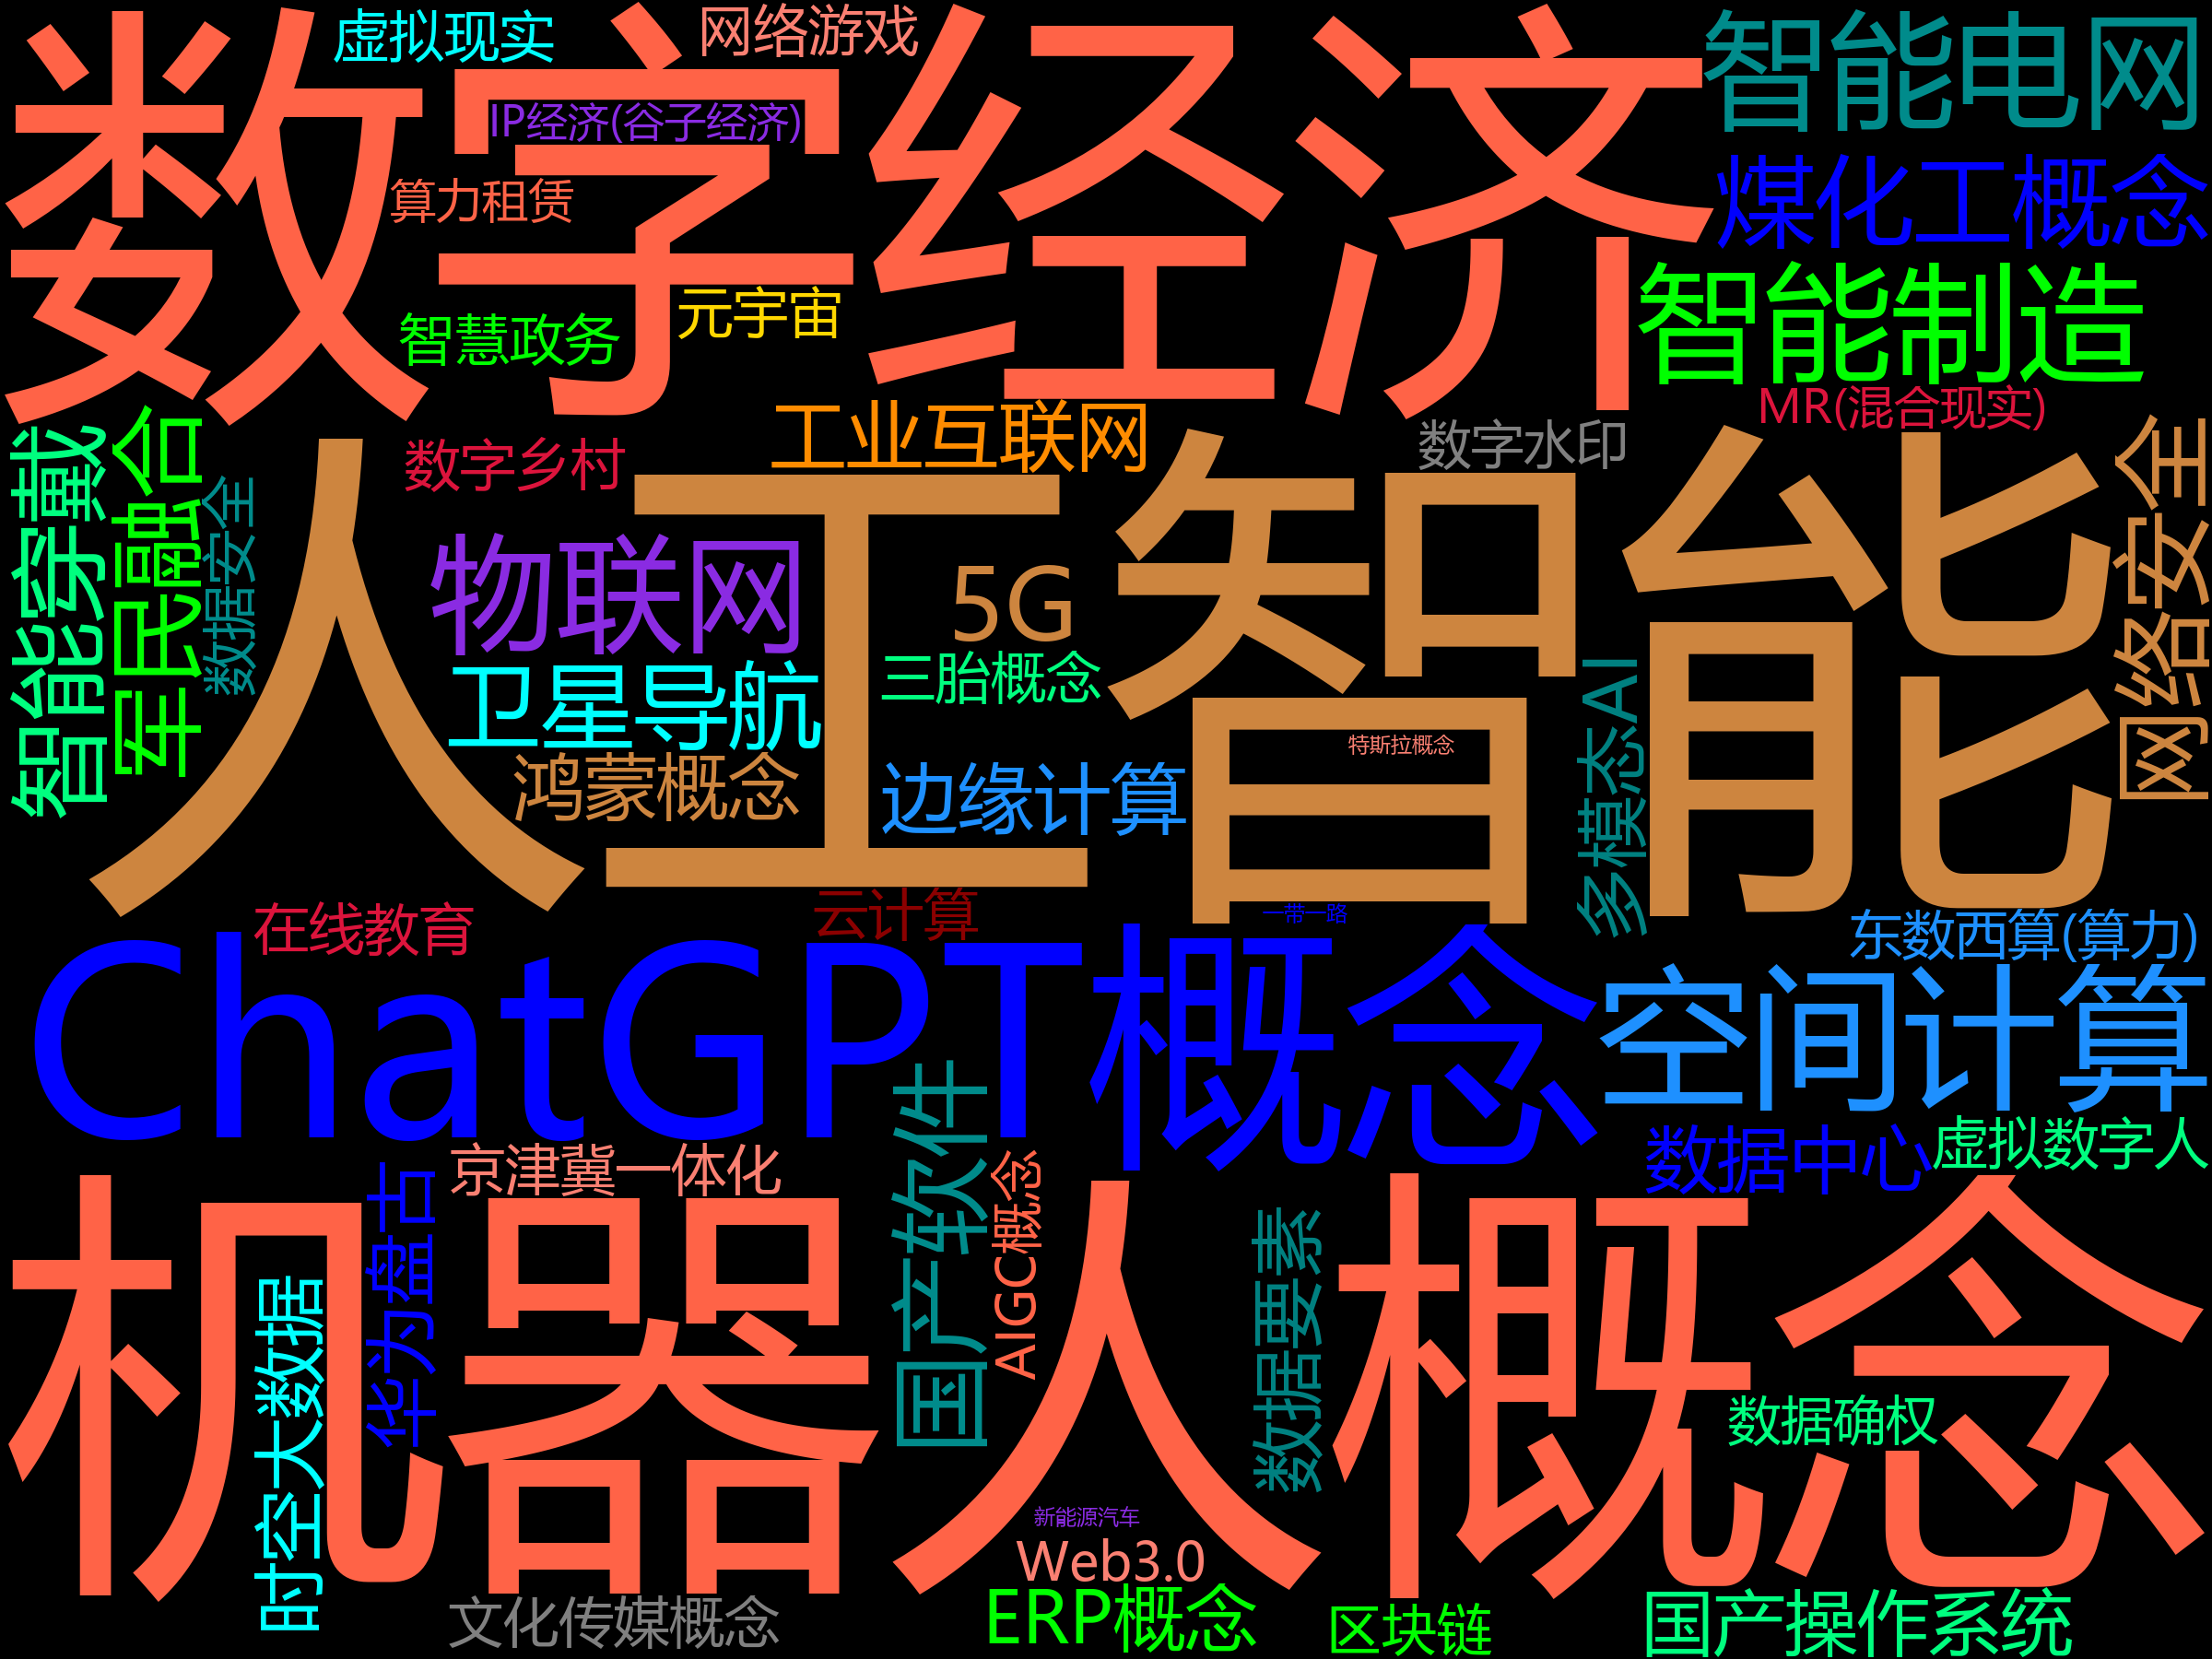 数字经济
虚拟现实
网络游戏
IP经济(谷子经济)
算力租赁
智慧政务
元宇宙
智能电网
煤化工概念
智能制造
MR(混合现实)
工业互联网
数字水印
数字乡村
智能穿戴
军民融合
数据安全
人工智能
物联网
5G
卫星导航
三胎概念
鸿蒙概念
边缘计算
特斯拉概念
多模态AI
网络安全
在线教育
云计算
一带一路
东数西算(算力)
ChatGPT概念
空间计算
数据中心
虚拟数字人
京津冀一体化
华为盘古
国产软件
AIGC概念
数据要素
时空大数据
机器人概念
数据确权
新能源汽车
Web3.0
文化传媒概念
ERP概念
区块链
国产操作系统